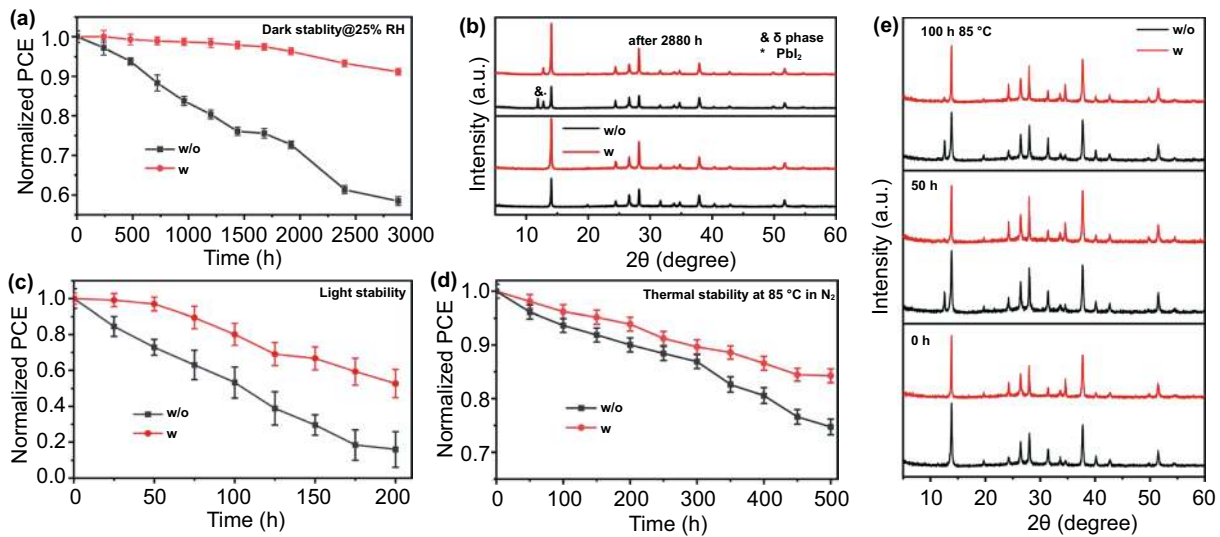 (a)
Dark stablity@25% RH
Normalized PCE
1.0
0.9
0.8
0.7
0.6
w/o
w
0 500 1000 1500 2000 2500 3000
Time (h)
(b)
after 2880 h
& δ phase
* PbI₂
&*
w/o
w
Intensity (a.u.)
10 20 30 40 50 60
2θ (degree)
(c)
Light stability
Normalized PCE
1.0
0.8
0.6
0.4
0.2
0.0
w/o
w
0 50 100 150 200
Time (h)
(d)
Thermal stability at 85 °C in N₂
Normalized PCE
1.0
0.9
0.8
0.7
w/o
w
0 100 200 300 400 500
Time (h)
(e)
100 h 85 °C
w/o
w
50 h
0 h
Intensity (a.u.)
10 20 30 40 50 60
2θ (degree)